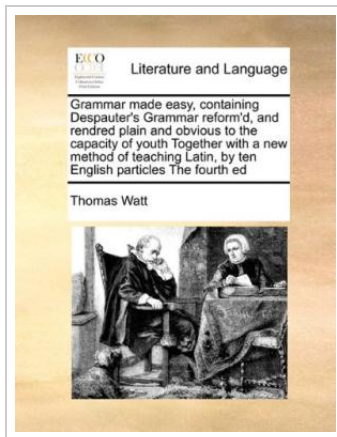 ECCO
Literature and Language
Grammar made easy, containing
Despauter's Grammar reform'd, and
rendred plain and obvious to the
capacity of youth Together with a new
method of teaching Latin, by ten
English particles The fourth ed
Thomas Watt